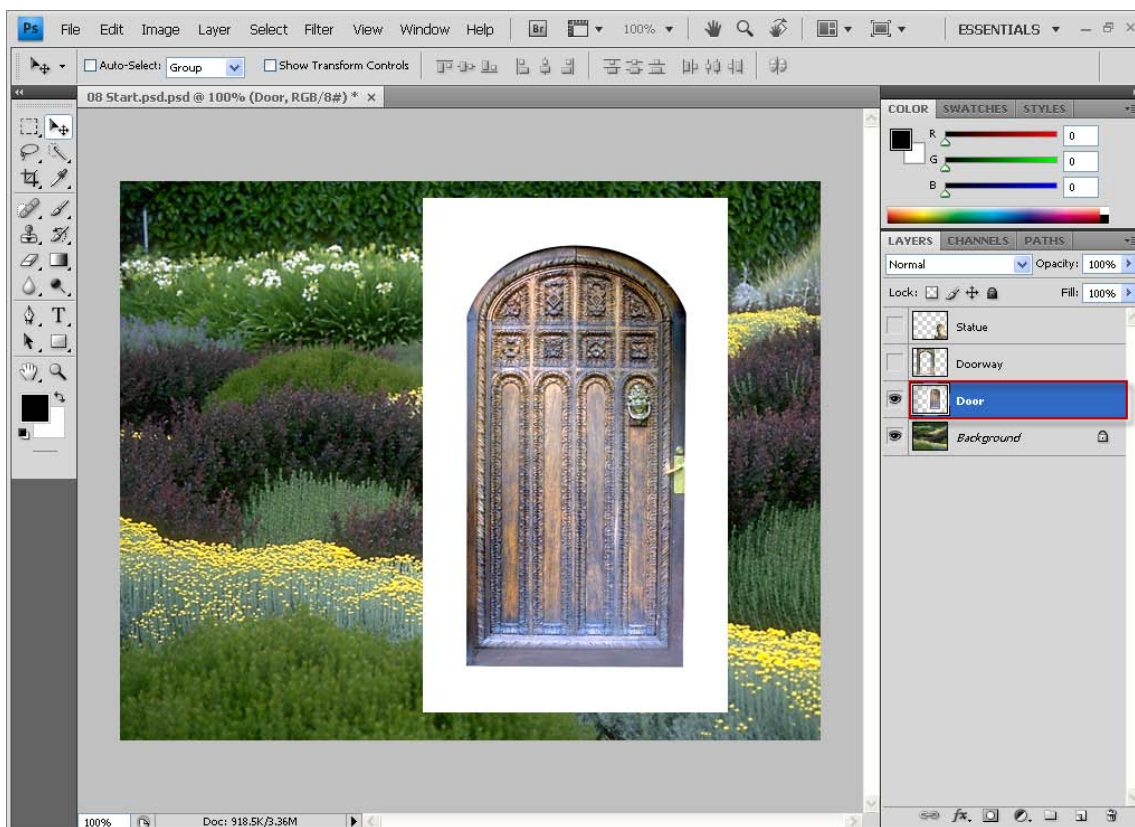 Ps File Edit Image Layer Select Filter View Window Help Br 100% ESSENTIALS
Auto-Select: Group Show Transform Controls
08 Start.psd.psd @ 100% (Door, RGB/8#) * x
COLOR SWATCHES STYLES
R 0
G 0
B 0
LAYERS CHANNELS PATHS
Normal Opacity: 100%
Lock: Fill: 100%
Statue
Doorway
Door
Background
T
fx.
100% Doc: 918.5K/3.36M